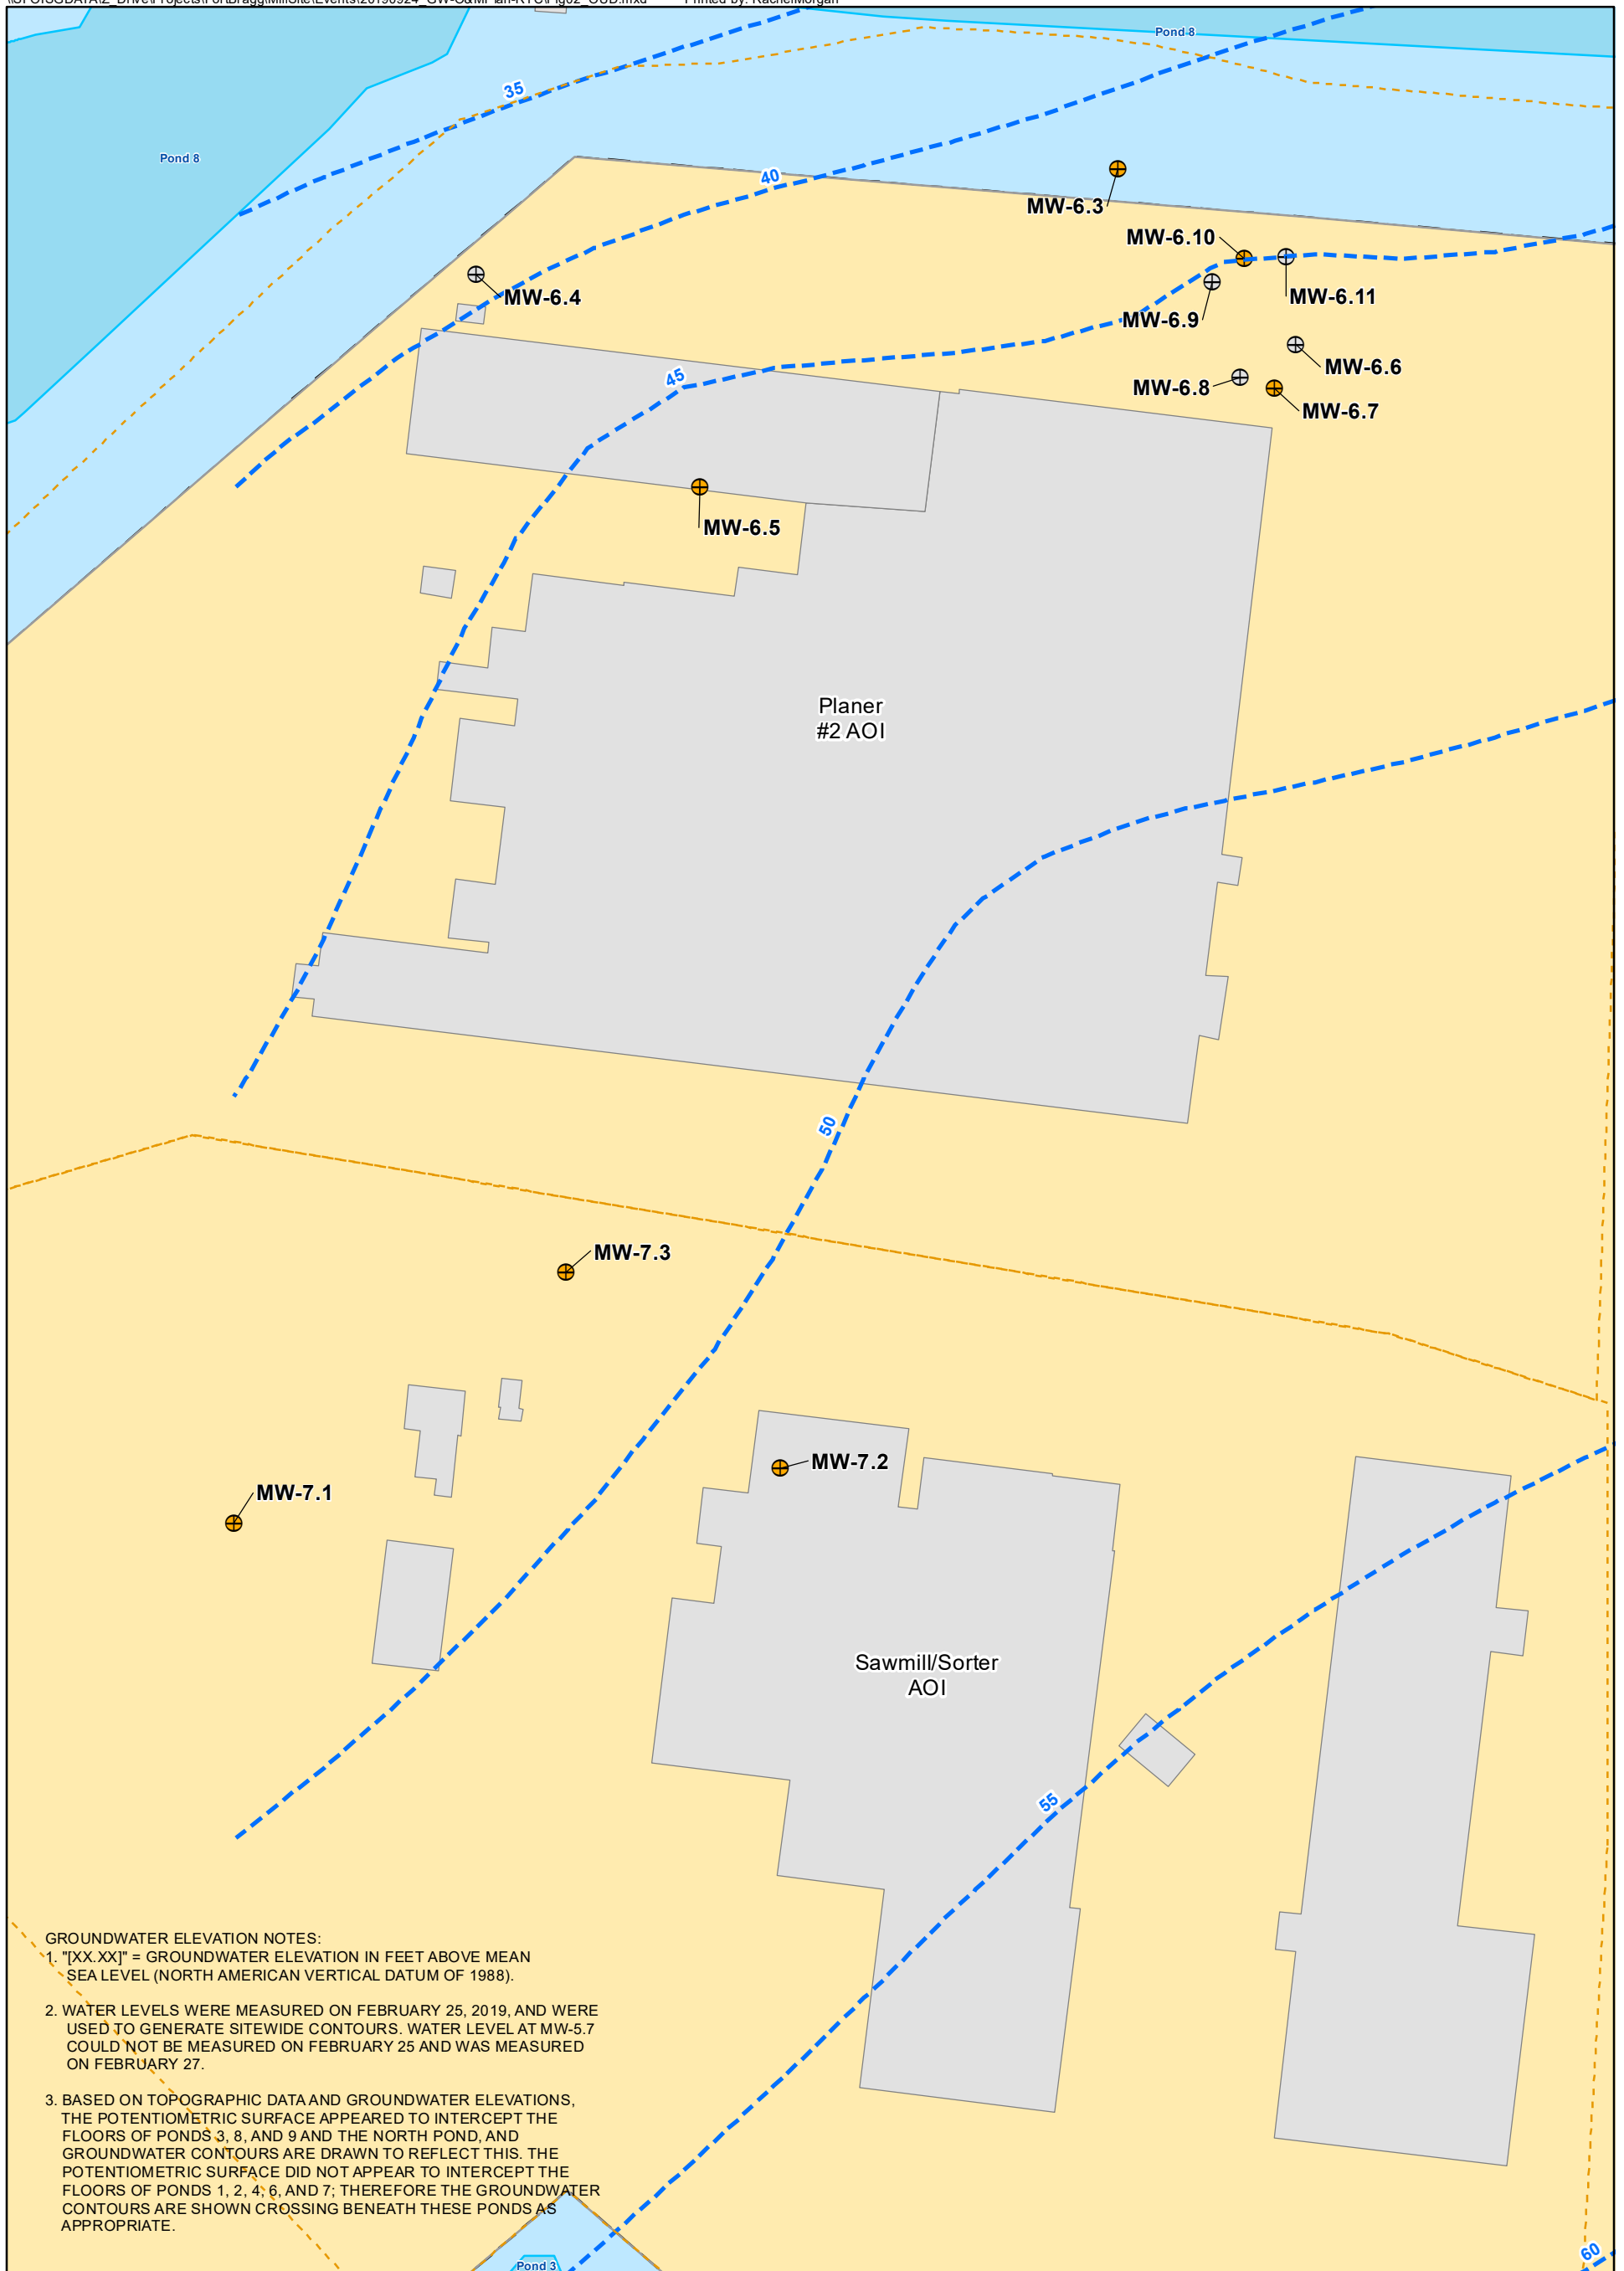 Printed by: RachelMorgan
Pond 8
35
Pond 8
40
MW-6.3
MW-6.10
MW-6.4
MW-6.11
MW-6.9
MW-6.6
45
MW-6.8
MW-6.7
MW-6.5
Planer
#2 AOI
50
MW-7.3
MW-7.2
MW-7.1
Sawmill/Sorter
AOI
55
GROUNDWATER ELEVATION NOTES:
1. "[XX.XX]" = GROUNDWATER ELEVATION IN FEET ABOVE MEAN
SEA LEVEL (NORTH AMERICAN VERTICAL DATUM OF 1988).
2. WATER LEVELS WERE MEASURED ON FEBRUARY 25, 2019, AND WERE
USED TO GENERATE SITEWIDE CONTOURS. WATER LEVEL AT MW-5.7
COULD NOT BE MEASURED ON FEBRUARY 25 AND WAS MEASURED
ON FEBRUARY 27.
3. BASED ON TOPOGRAPHIC DATA AND GROUNDWATER ELEVATIONS,
THE POTENTIOMETRIC SURFACE APPEARED TO INTERCEPT THE
FLOORS OF PONDS 3, 8, AND 9 AND THE NORTH POND, AND
GROUNDWATER CONTOURS ARE DRAWN TO REFLECT THIS. THE
POTENTIOMETRIC SURFACE DID NOT APPEAR TO INTERCEPT THE
FLOORS OF PONDS 1, 2, 4, 6, AND 7; THEREFORE THE GROUNDWATER
CONTOURS ARE SHOWN CROSSING BENEATH THESE PONDS AS
APPROPRIATE.
60
Pond 3